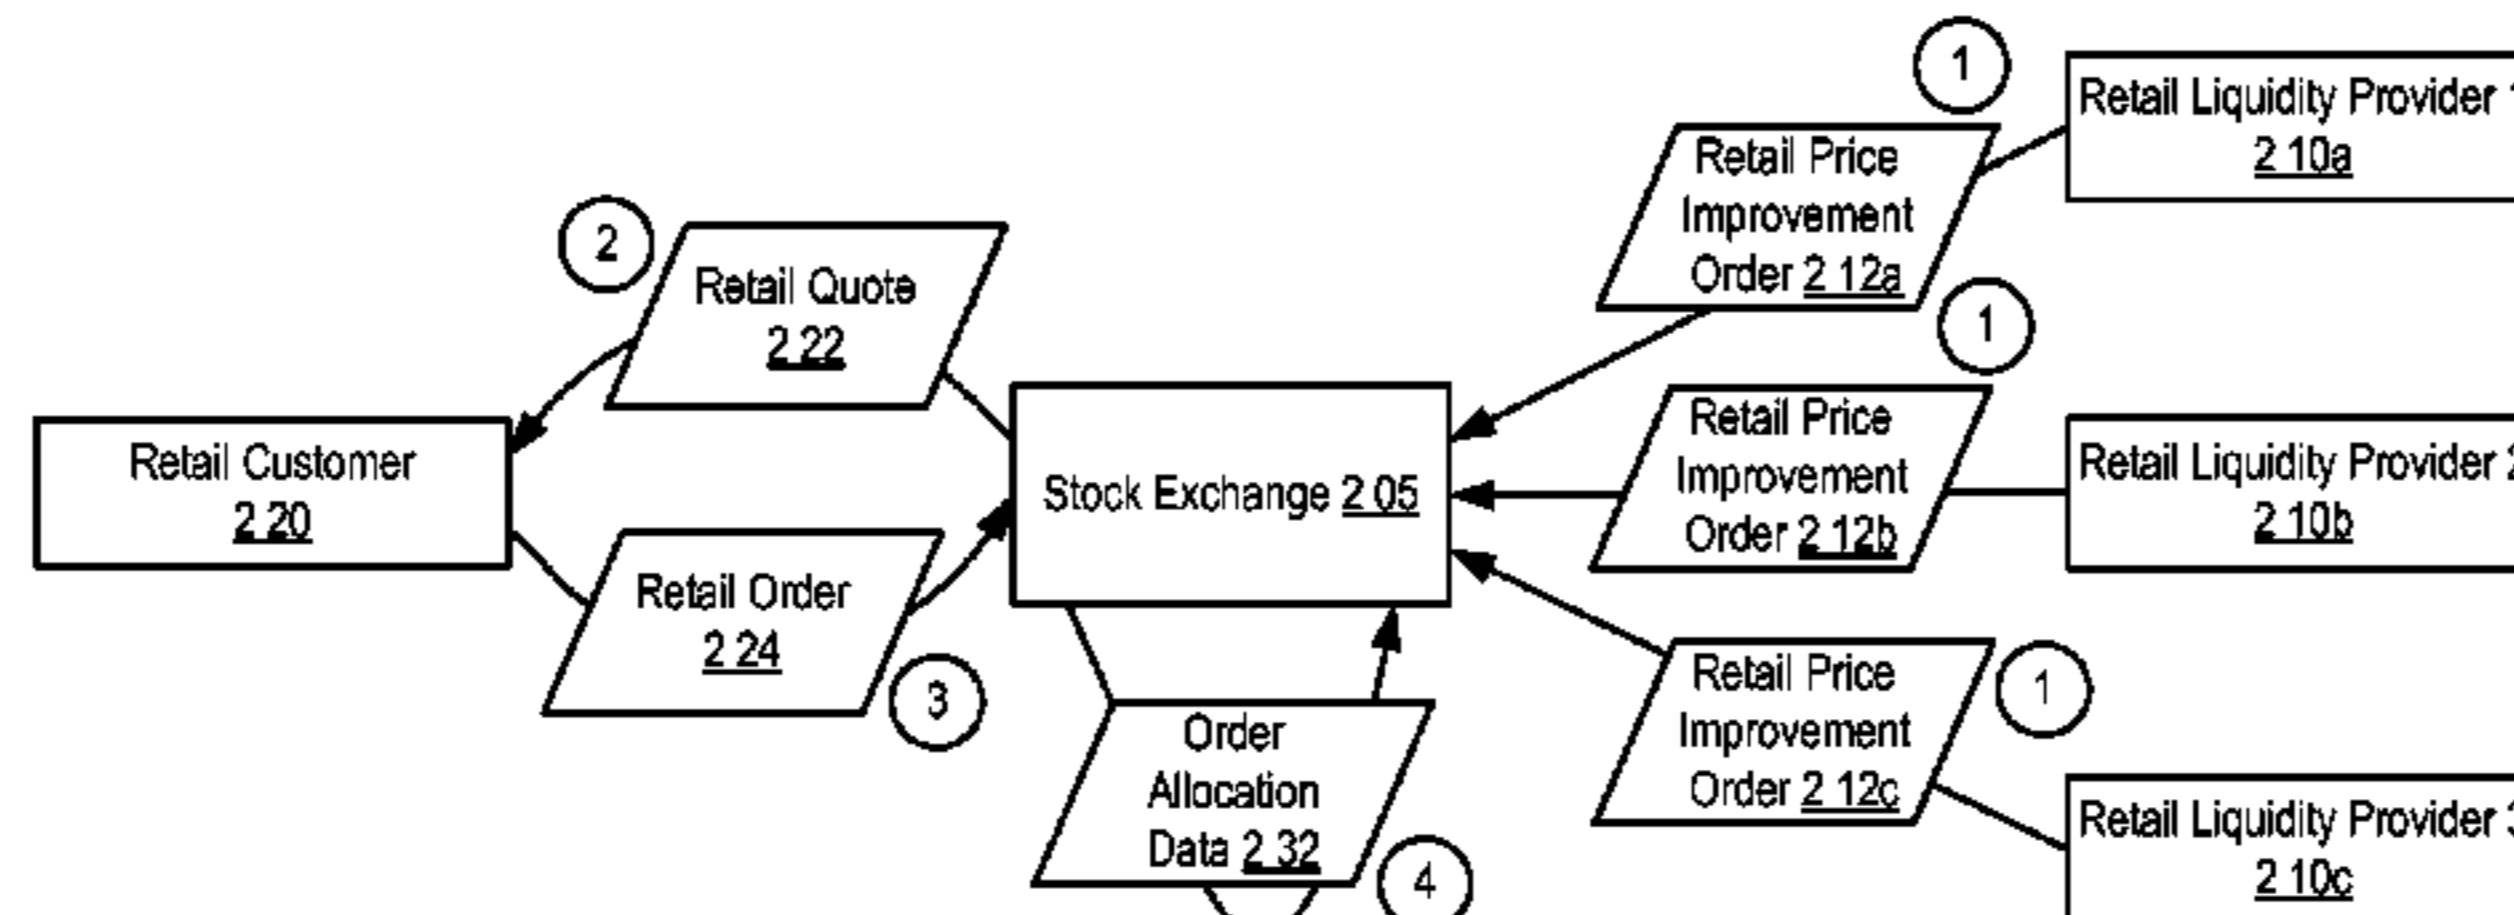 1
Retail Liquidity Provider 1
2 10a
Retail Price
Improvement
Order 2 12a
2
Retail Quote
2 22
1
Retail Customer
2 20
Stock Exchange 2 05
Retail Price
Improvement
Order 2 12b
Retail Liquidity Provider 2
2 10b
Retail Order
2 24
3
Retail Price
Improvement
Order 2 12c
1
Order
Allocation
Data 2 32
4
Retail Liquidity Provider 3
2 10c